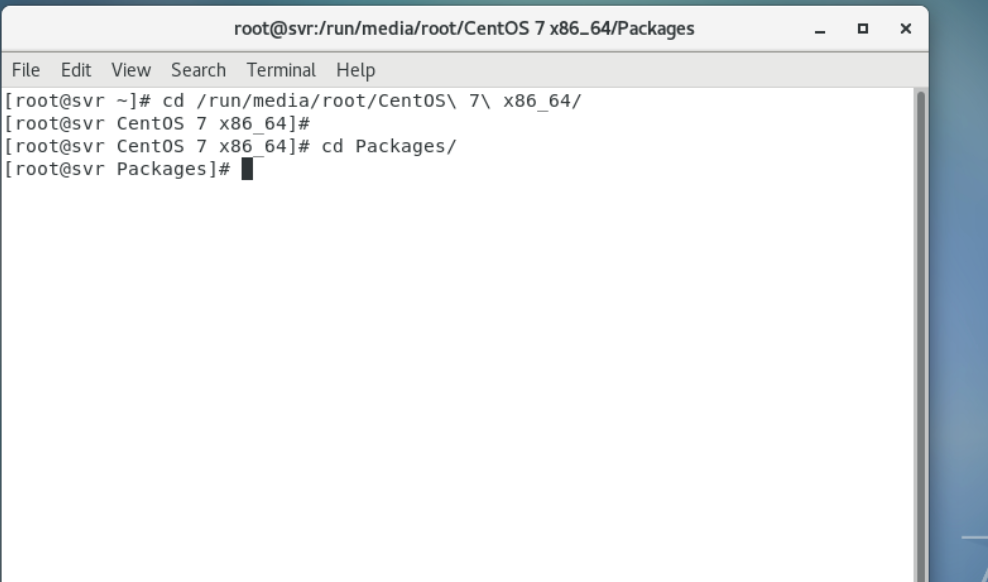 root@svr:/run/media/root/CentOS 7 x86_64/Packages
File Edit View Search Terminal Help
[root@svr ~]# cd /run/media/root/CentOS\ 7\ x86_64/
[root@svr CentOS 7 x86_64]#
[root@svr CentOS 7 x86_64]# cd Packages/
[root@svr Packages]#